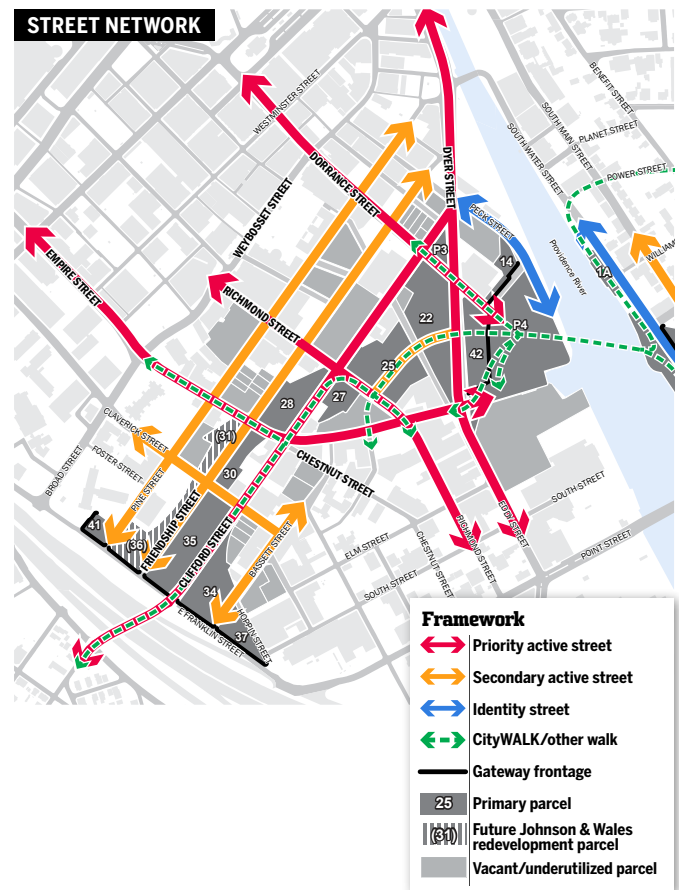 STREET NETWORK
WESTMINSTER STREET
BENEFIT STREET
SOUTH MAIN STREET
PLANET STREET
SOUTH WATER STREET
POWER STREET
DYER STREET
DORRANCE STREET
WEYBOSSET STREET
PECK STREET
Providence River
WILLIAMS
EMPIRE STREET
RICHMOND STREET
P3
14
1A
22
P4
42
25
28
27
(31)
CLAVERICK STREET
FOSTER STREET
BROAD STREET
PINE STREET
30
CHESTNUT STREET
FRIENDSHIP STREET
41
(36)
35
CLIFFORD STREET
BASSETT STREET
ELM STREET
SOUTH STREET
CHESTNUT STREET
RICHMOND STREET
EDDY STREET
SOUTH STREET
POINT STREET
34
HOPPIN STREET
37
E FRANKLIN STREET
Framework
Priority active street
Secondary active street
Identity street
CityWALK/other walk
Gateway frontage
25 Primary parcel
(31) Future Johnson & Wales
redevelopment parcel
Vacant/underutilized parcel